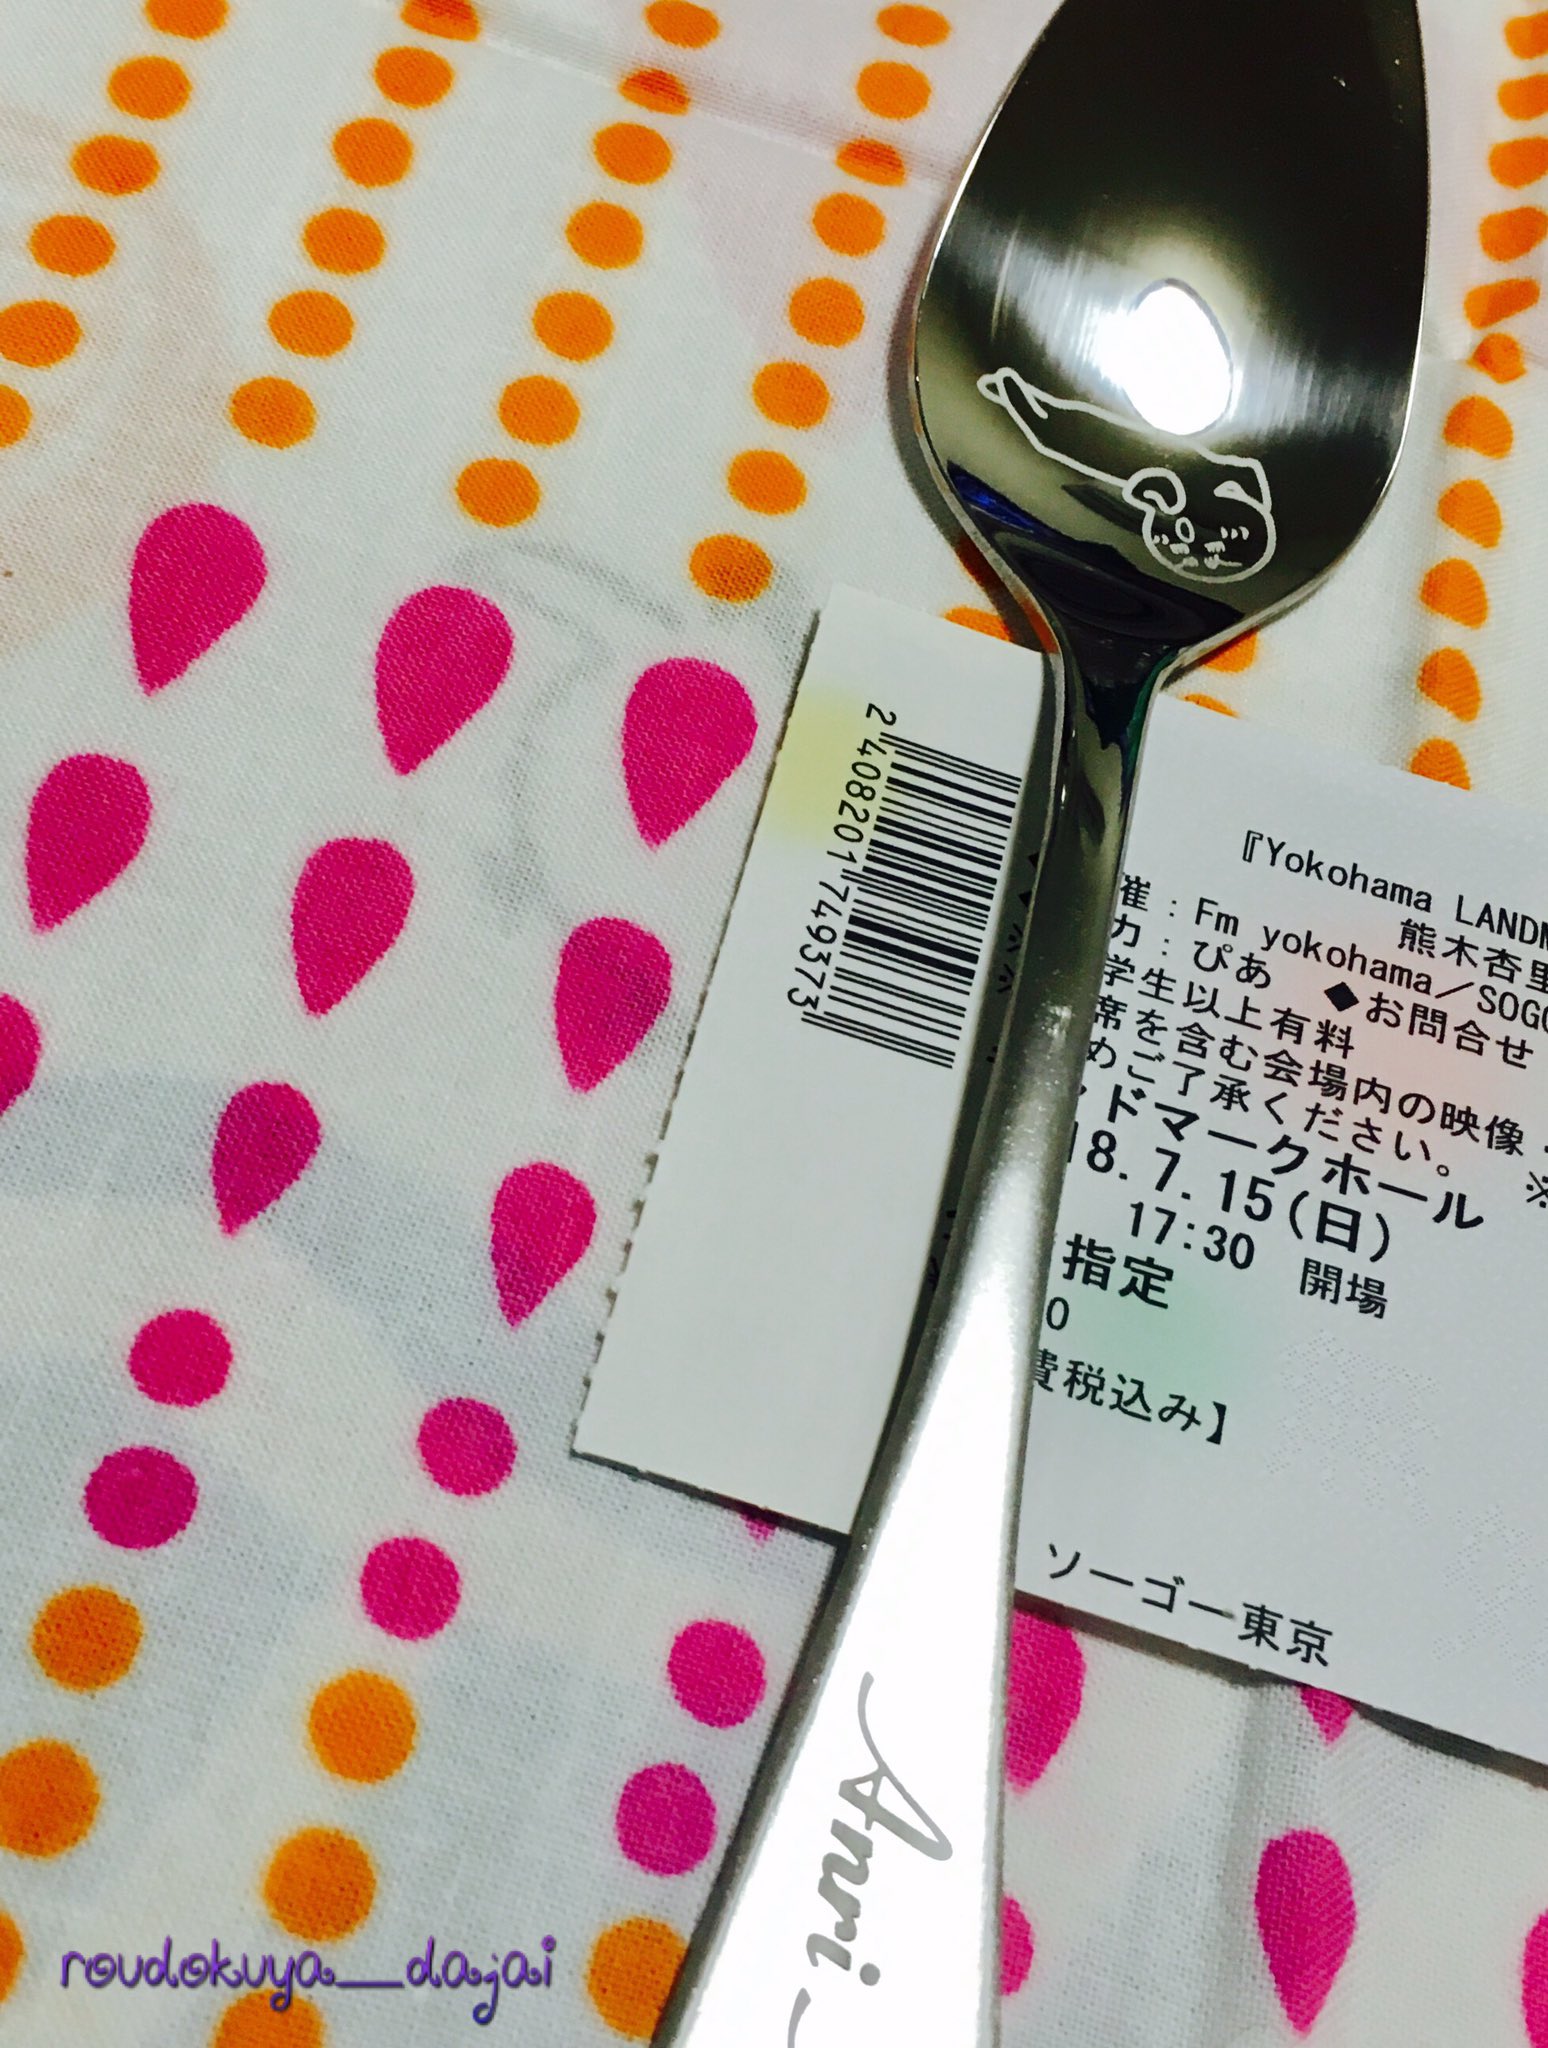 2408201749373
『Yokohama LANDM
熊木杏里
催：Fm yokohama／SOGO
力：ぴあ ◆お問合せ
学生以上有料
席を含む会場内の映像・
めご了承ください。 ※
ドマークホール
18.7.15(日)
17:30 開場
指定
0
費税込み】
ソーゴー東京
Anri
roudokuya__dajai